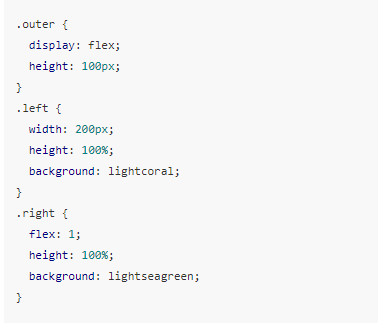 .outer {
  display: flex;
  height: 100px;
}
.left {
  width: 200px;
  height: 100%;
  background: lightcoral;
}
.right {
  flex: 1;
  height: 100%;
  background: lightseagreen;
}